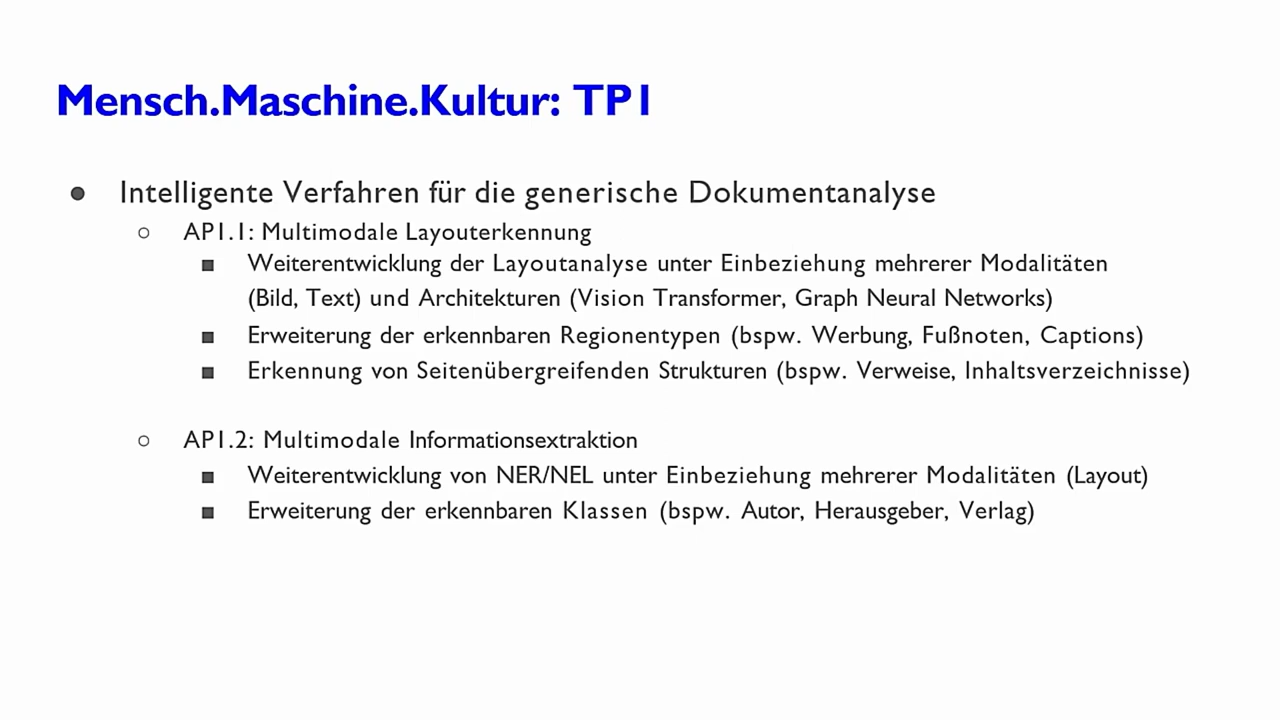 Mensch.Maschine.Kultur: TP1
● Intelligente Verfahren für die generische Dokumentanalyse
○ AP1.1: Multimodale Layouterkennung
■ Weiterentwicklung der Layoutanalyse unter Einbeziehung mehrerer Modalitäten
(Bild, Text) und Architekturen (Vision Transformer, Graph Neural Networks)
■ Erweiterung der erkennbaren Regionentypen (bspw. Werbung, Fußnoten, Captions)
■ Erkennung von Seitenübergreifenden Strukturen (bspw. Verweise, Inhaltsverzeichnisse)
○ AP1.2: Multimodale Informationsextraktion
■ Weiterentwicklung von NER/NEL unter Einbeziehung mehrerer Modalitäten (Layout)
■ Erweiterung der erkennbaren Klassen (bspw. Autor, Herausgeber, Verlag)